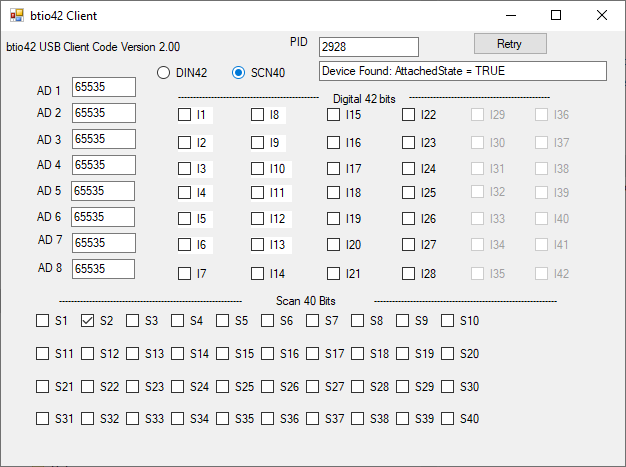 btio42 Client
btio42 USB Client Code Version 2.00
PID 2928 Retry
DIN42 SCN40 Device Found: AttachedState = TRUE
AD 1 65535
AD 2 65535
AD 3 65535
AD 4 65535
AD 5 65535
AD 6 65535
AD 7 65535
AD 8 65535
Digital 42 bits
I1 I8 I15 I22 I29 I36
I2 I9 I16 I23 I30 I37
I3 I10 I17 I24 I31 I38
I4 I11 I18 I25 I32 I39
I5 I12 I19 I26 I33 I40
I6 I13 I20 I27 I34 I41
I7 I14 I21 I28 I35 I42
Scan 40 Bits
S1 S2 S3 S4 S5 S6 S7 S8 S9 S10
S11 S12 S13 S14 S15 S16 S17 S18 S19 S20
S21 S22 S23 S24 S25 S26 S27 S28 S29 S30
S31 S32 S33 S34 S35 S36 S37 S38 S39 S40